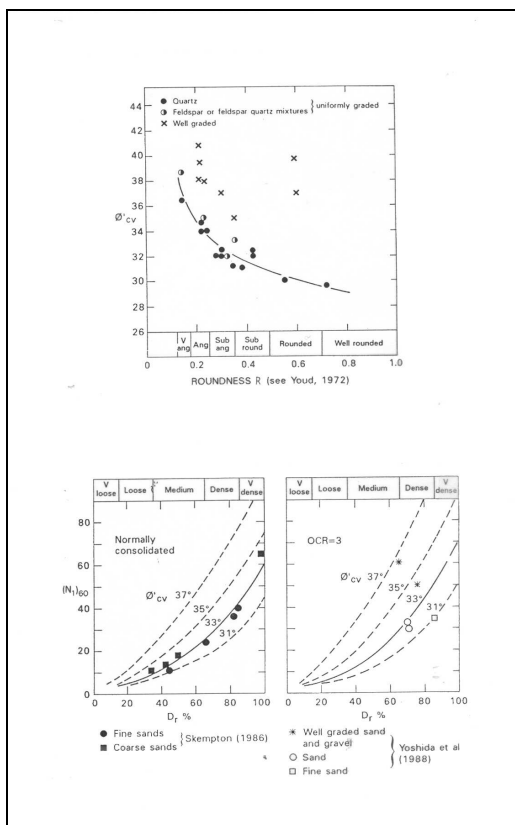 44
42
40
38
36
34
32
30
28
26
Ø'cv
Quartz
Feldspar or feldspar quartz mixtures
uniformly graded
Well graded
V ang
Ang
Sub ang
Sub round
Rounded
Well rounded
0 0.2 0.4 0.6 0.8 1.0
ROUNDNESS R (see Youd, 1972)
V loose
Loose
Medium
Dense
V dense
80
60
(N1)60
40
20
0
Normally consolidated
Ø'cv 37°
35°
33°
31°
0 20 40 60 80 100
Dr %
Fine sands
Coarse sands
Skempton (1986)
V loose
Loose
Medium
Dense
V dense
OCR=3
Ø'cv 37°
35°
33°
31°
0 20 40 60 80 100
Dr %
Well graded sand and gravel
Sand
Fine sand
Yoshida et al (1988)